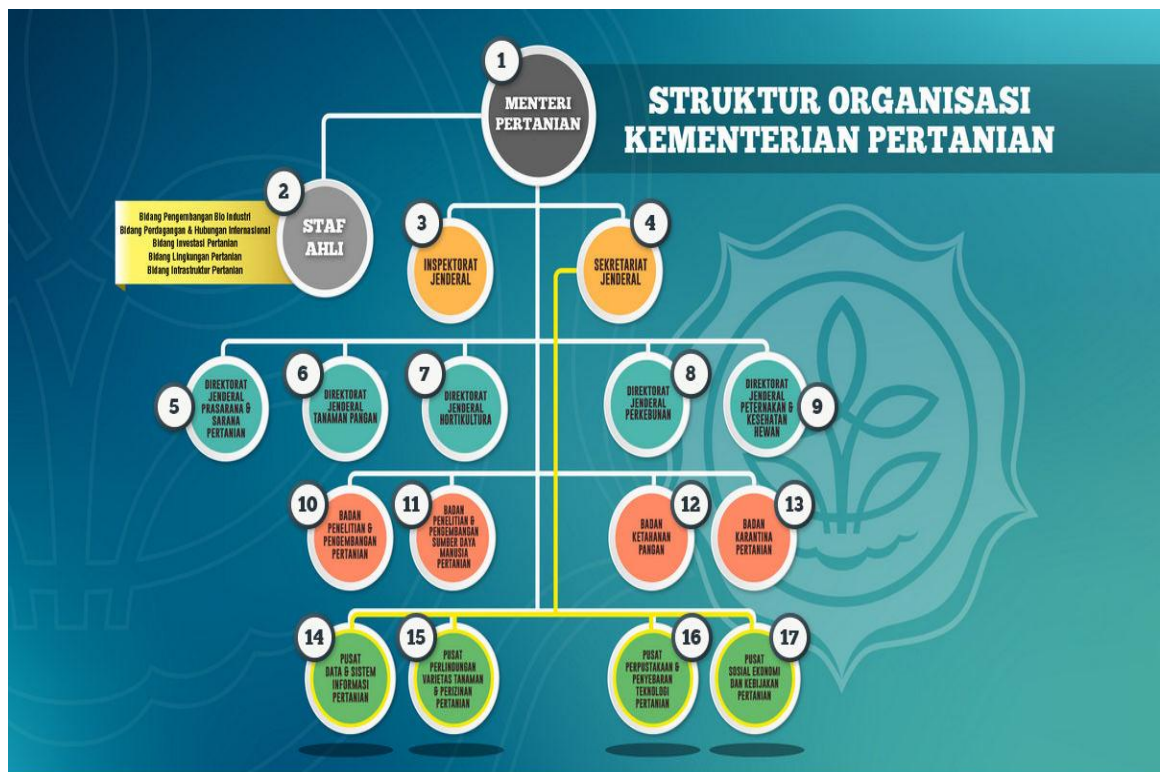 1
MENTERI
PERTANIAN
STRUKTUR ORGANISASI
KEMENTERIAN PERTANIAN
2
STAF
AHLI
Bidang Pengembangan Bio Industri
Bidang Perdagangan & Hubungan Internasional
Bidang Investasi Pertanian
Bidang Lingkungan Pertanian
Bidang Infrastruktur Pertanian
3
INSPEKTORAT
JENDERAL
4
SEKRETARIAT
JENDERAL
5
DIREKTORAT
JENDERAL
PRASARANA &
SARANA
PERTANIAN
6
DIREKTORAT
JENDERAL
TANAMAN PANGAN
7
DIREKTORAT
JENDERAL
HORTIKULTURA
8
DIREKTORAT
JENDERAL
PERKEBUNAN
9
DIREKTORAT
JENDERAL
PETERNAKAN &
KESEHATAN
HEWAN
10
BADAN
PENELITIAN &
PENGEMBANGAN
PERTANIAN
11
BADAN
PENELITIAN &
PENGEMBANGAN
SUMBER DAYA
MANUSIA
PERTANIAN
12
BADAN
KETAHANAN
PANGAN
13
BADAN
KARANTINA
PERTANIAN
14
PUSAT
DATA & SISTEM
INFORMASI
PERTANIAN
15
PUSAT
PERLINDUNGAN
VARIETAS TANAMAN
& PERIZINAN
PERTANIAN
16
PUSAT
PERPUSTAKAAN &
PENYEBARAN
TEKNOLOGI
PERTANIAN
17
PUSAT
SOSIAL EKONOMI
DAN KEBIJAKAN
PERTANIAN